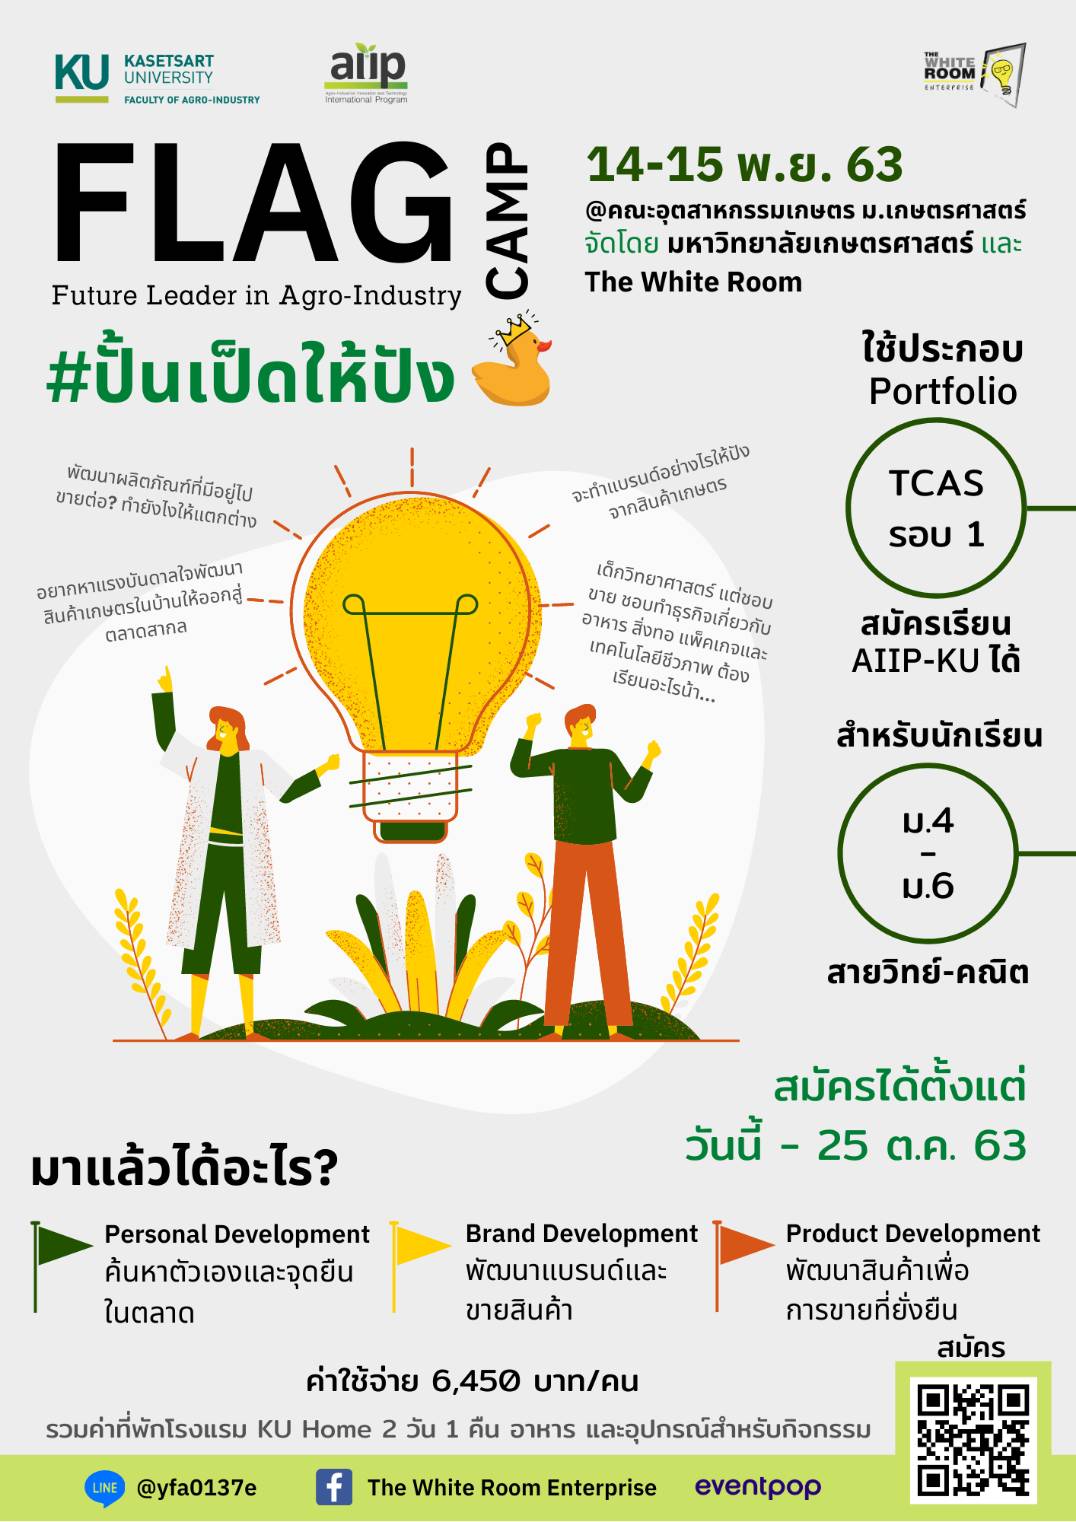 KU KASETSART
UNIVERSITY
FACULTY OF AGRO-INDUSTRY
aiip
Agro-Industrial Innovation and Technology
International Program
THE
WHITE
ROOM
ENTERPRISE
FLAG CAMP
Future Leader in Agro-Industry
#ปั้นเป็ดให้ปัง
14-15 พ.ย. 63
@คณะอุตสาหกรรมเกษตร ม.เกษตรศาสตร์
จัดโดย มหาวิทยาลัยเกษตรศาสตร์ และ
The White Room
ใช้ประกอบ
Portfolio
TCAS
รอบ 1
สมัครเรียน
AIIP-KU ได้
สำหรับนักเรียน
ม.4
–
ม.6
สายวิทย์-คณิต
พัฒนาผลิตภัณฑ์ที่มีอยู่ไป
ขายต่อ? ทำยังไงให้แตกต่าง
อยากหาแรงบันดาลใจพัฒนา
สินค้าเกษตรในบ้านให้ออกสู่
ตลาดสากล
จะทำแบรนด์อย่างไรให้ปัง
จากสินค้าเกษตร
เด็กวิทยาศาสตร์ แต่ชอบ
ขาย ชอบทำธุรกิจเกี่ยวกับ
อาหาร สิ่งทอ แพ็คเกจและ
เทคโนโลยีชีวภาพ ต้อง
เรียนอะไรน้า...
สมัครได้ตั้งแต่
วันนี้ - 25 ต.ค. 63
มาแล้วได้อะไร?
Personal Development
ค้นหาตัวเองและจุดยืน
ในตลาด
Brand Development
พัฒนาแบรนด์และ
ขายสินค้า
Product Development
พัฒนาสินค้าเพื่อ
การขายที่ยั่งยืน
สมัคร
ค่าใช้จ่าย 6,450 บาท/คน
รวมค่าที่พักโรงแรม KU Home 2 วัน 1 คืน อาหาร และอุปกรณ์สำหรับกิจกรรม
LINE @yfa0137e
f The White Room Enterprise
eventpop